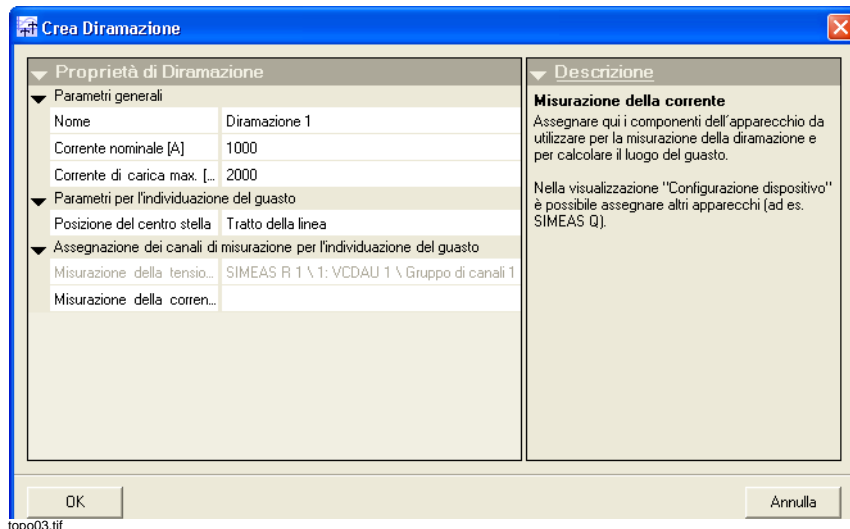 Crea Diramazione
Proprietà di Diramazione
Parametri generali
Nome Diramazione 1
Corrente nominale [A] 1000
Corrente di carica max. [... 2000
Parametri per l'individuazione del guasto
Posizione del centro stella Tratto della linea
Assegnazione dei canali di misurazione per l'individuazione del guasto
Misurazione della tensio... SIMEAS R 1 \ 1: VCDAU 1 \ Gruppo di canali 1
Misurazione della corren...
Descrizione
Misurazione della corrente
Assegnare qui i componenti dell´apparecchio da
utilizzare per la misurazione della diramazione e
per calcolare il luogo del guasto.
Nella visualizzazione "Configurazione dispositivo"
è possibile assegnare altri apparecchi (ad es.
SIMEAS Q).
OK
Annulla
topo03.tif